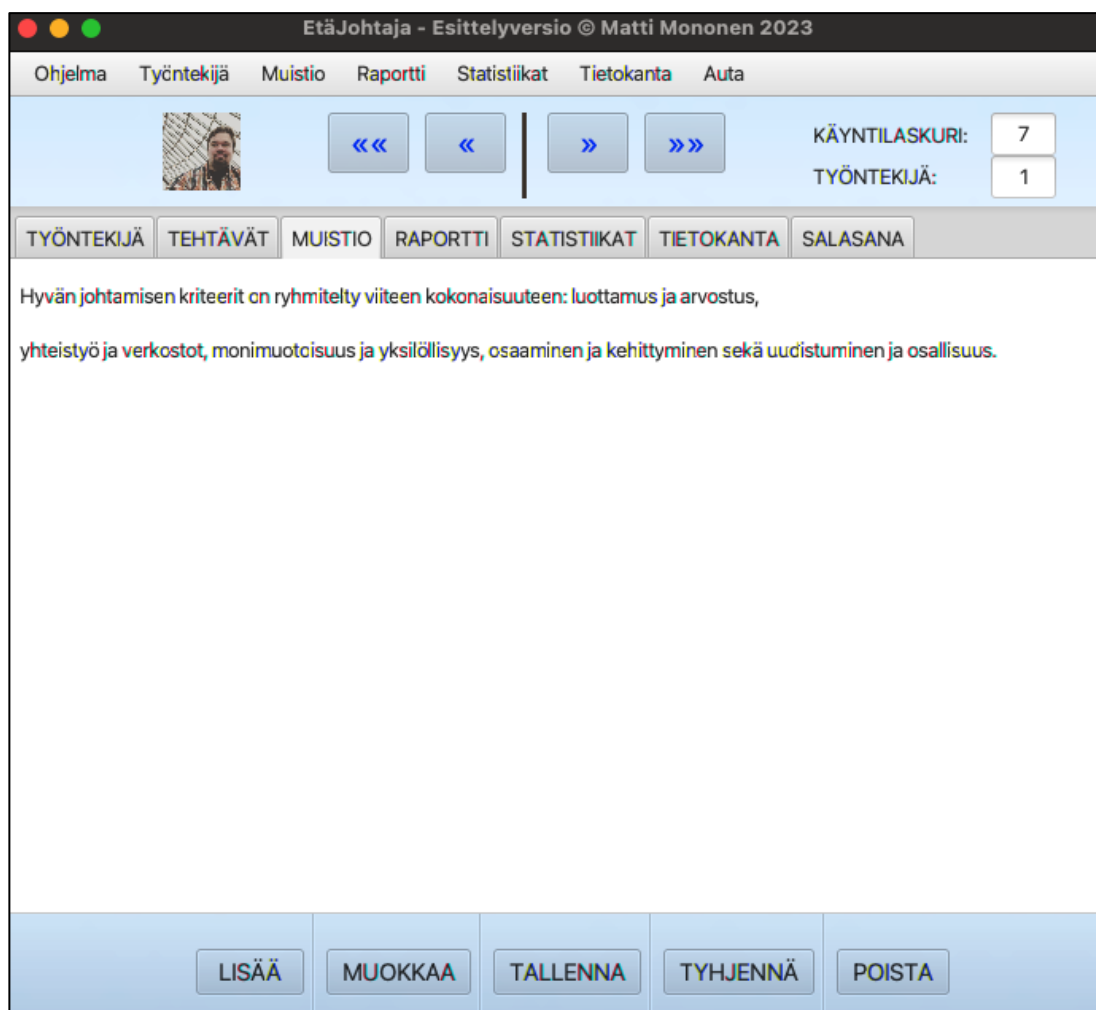 EtäJohtaja - Esittelyversio © Matti Mononen 2023
Ohjelma Työntekijä Muistio Raportti Statistiikat Tietokanta Auta
«« « » »» KÄYNTILASKURI: 7
TYÖNTEKIJÄ: 1
TYÖNTEKIJÄ TEHTÄVÄT MUISTIO RAPORTTI STATISTIIKAT TIETOKANTA SALASANA
Hyvän johtamisen kriteerit on ryhmitelty viiteen kokonaisuuteen: luottamus ja arvostus,
yhteistyö ja verkostot, monimuotoisuus ja yksilöllisyys, osaaminen ja kehittyminen sekä uudistuminen ja osallisuus.
LISÄÄ MUOKKAA TALLENNA TYHJENNÄ POISTA